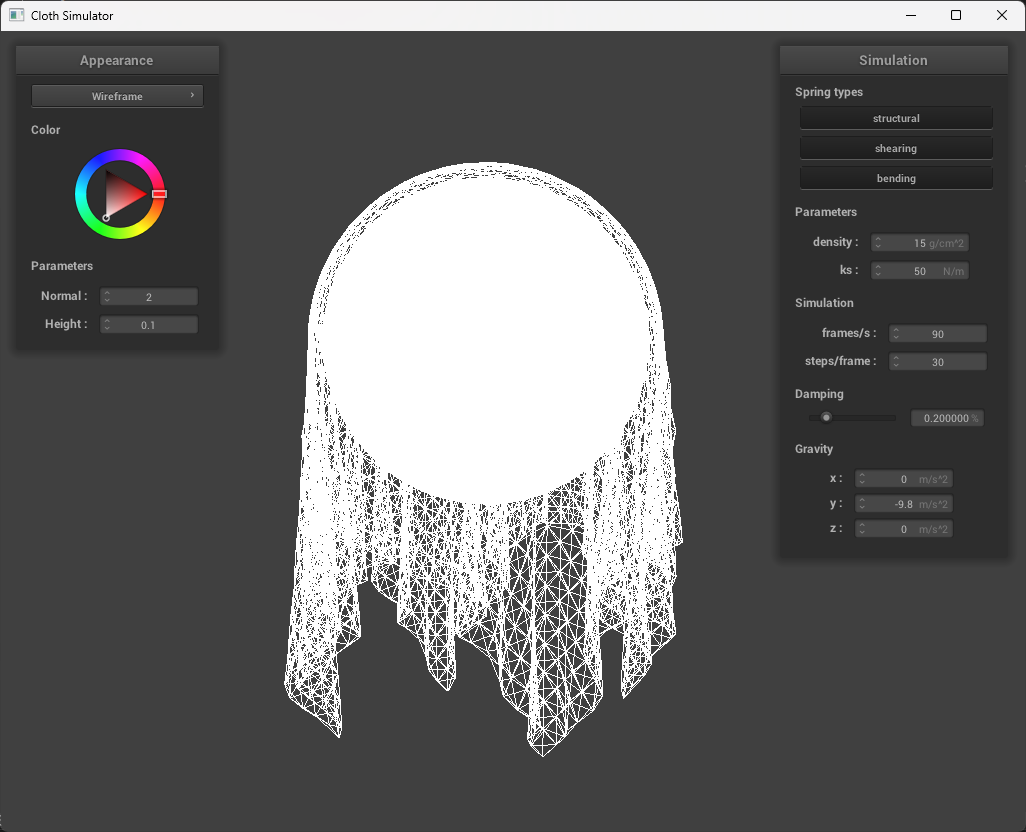 Cloth Simulator
Appearance
Wireframe
Color
Parameters
Normal : 2
Height : 0.1
Simulation
Spring types
structural
shearing
bending
Parameters
density : 15 g/cm^2
ks : 50 N/m
Simulation
frames/s : 90
steps/frame : 30
Damping
0.200000 %
Gravity
x : 0 m/s^2
y : -9.8 m/s^2
z : 0 m/s^2